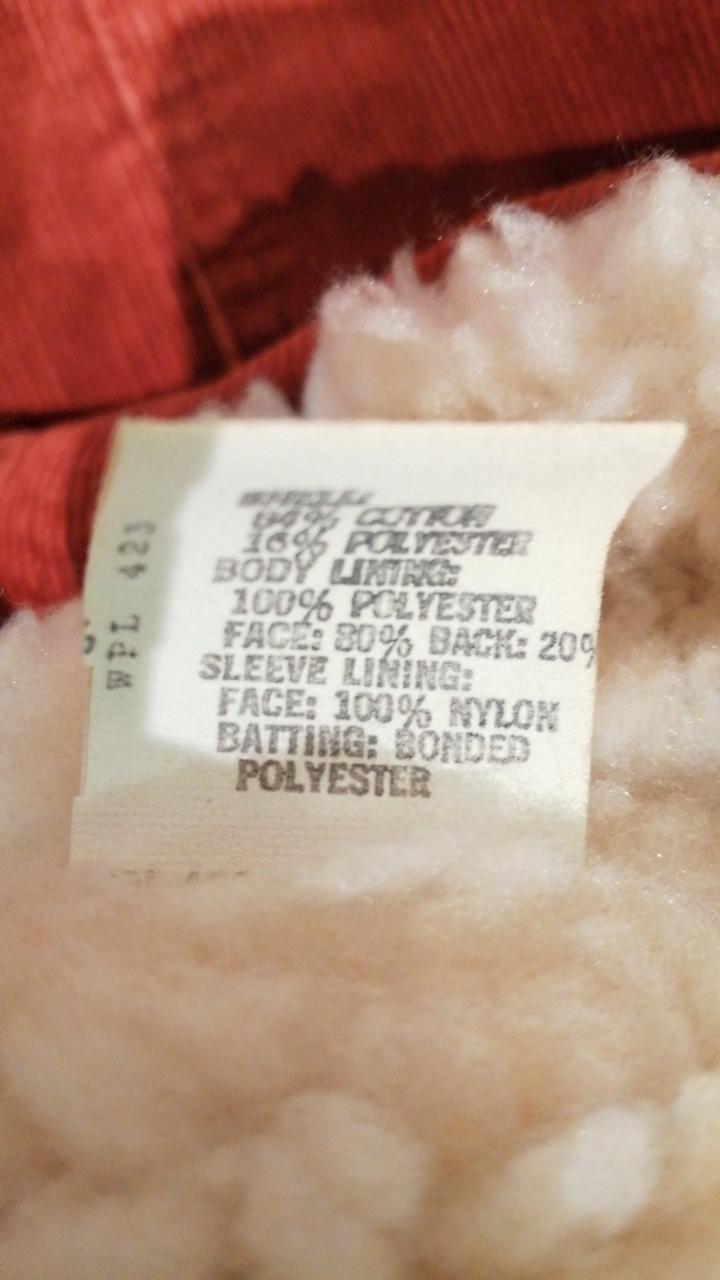 SHELL:
84% COTTON
16% POLYESTER
BODY LINING:
100% POLYESTER
FACE: 80% BACK: 20%
SLEEVE LINING:
FACE: 100% NYLON
BATTING: BONDED
POLYESTER
WPL 423